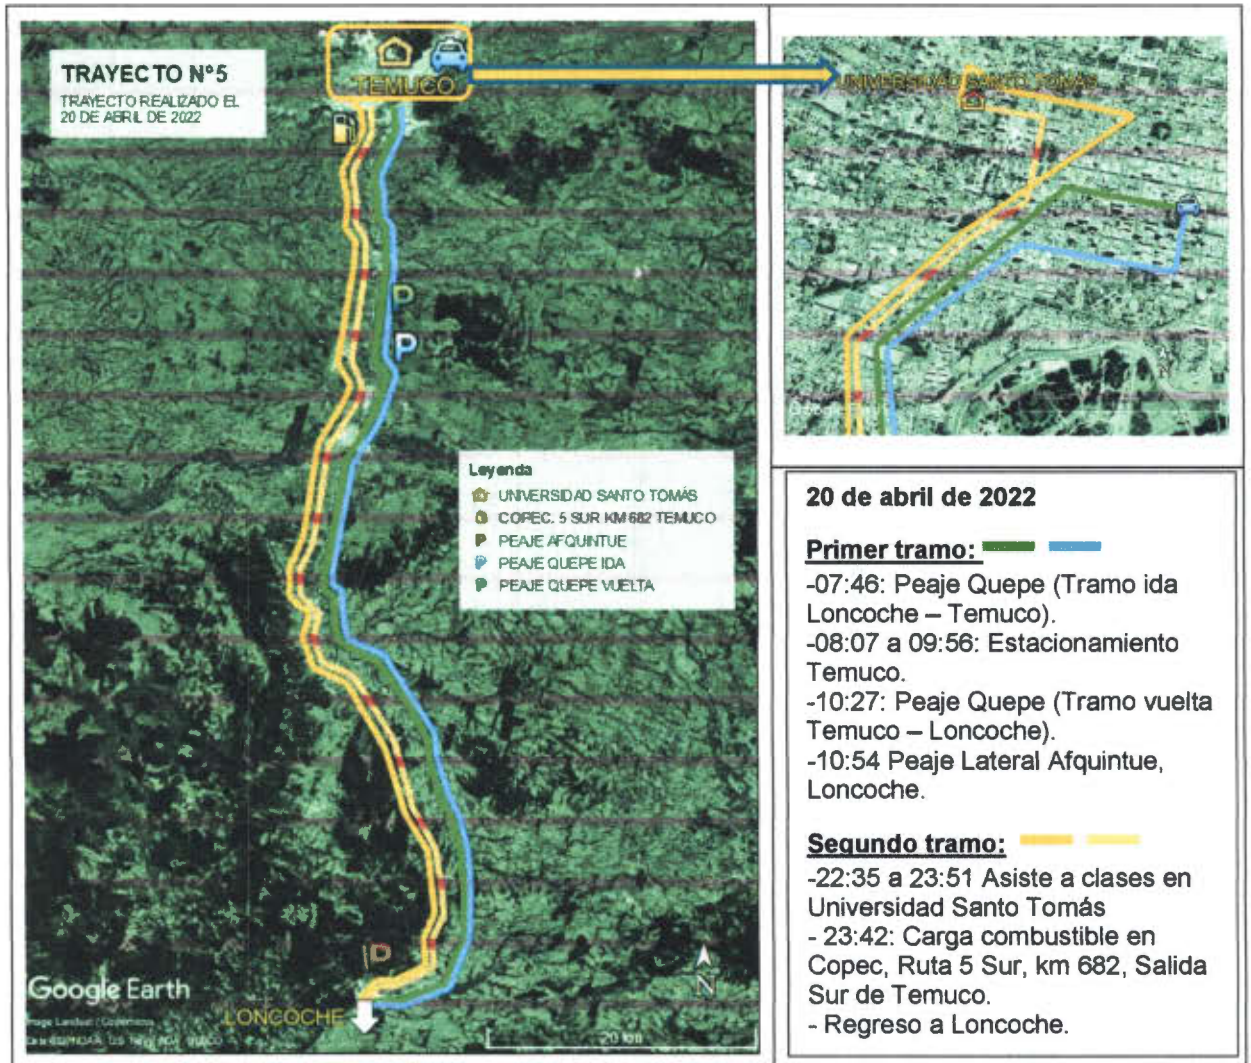 TRAYECTO Nº5
TRAYECTO REALIZADO EL
20 DE ABRIL DE 2022
TEMUCO
UNIVERSIDAD SANTO TOMÁS
P
P
Leyenda
UNIVERSIDAD SANTO TOMÁS
COPEC. 5 SUR KM 682 TEMUCO
P PEAJE AFQUINTUE
P PEAJE QUEPE IDA
P PEAJE QUEPE VUELTA
P
N
Google Earth
LONCOCHE
Image Landsat / Copernicus
20 km
20 de abril de 2022
Primer tramo:
-07:46: Peaje Quepe (Tramo ida
Loncoche – Temuco).
-08:07 a 09:56: Estacionamiento
Temuco.
-10:27: Peaje Quepe (Tramo vuelta
Temuco – Loncoche).
-10:54 Peaje Lateral Afquintue,
Loncoche.
Segundo tramo:
-22:35 a 23:51 Asiste a clases en
Universidad Santo Tomás
- 23:42: Carga combustible en
Copec, Ruta 5 Sur, km 682, Salida
Sur de Temuco.
- Regreso a Loncoche.